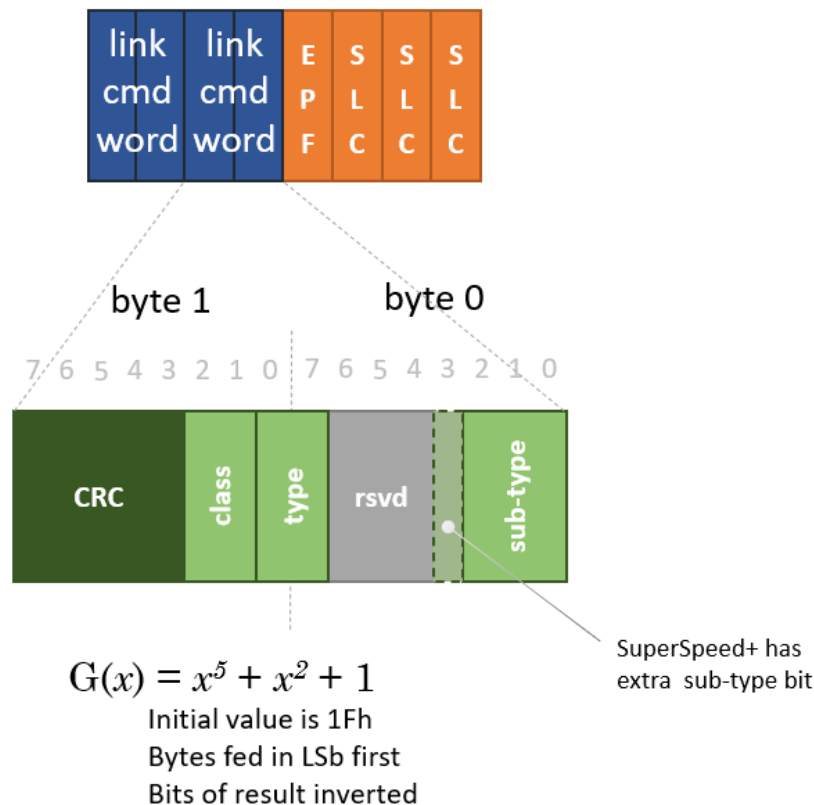 link link
cmd cmd
word word
E S S S
P L L L
F C C C
byte 1 byte 0
7 6 5 4 3 2 1 0 7 6 5 4 3 2 1 0
CRC class type rsvd sub-type
SuperSpeed+ has
extra sub-type bit
G(x) = x⁵ + x² + 1
Initial value is 1Fh
Bytes fed in LSb first
Bits of result inverted